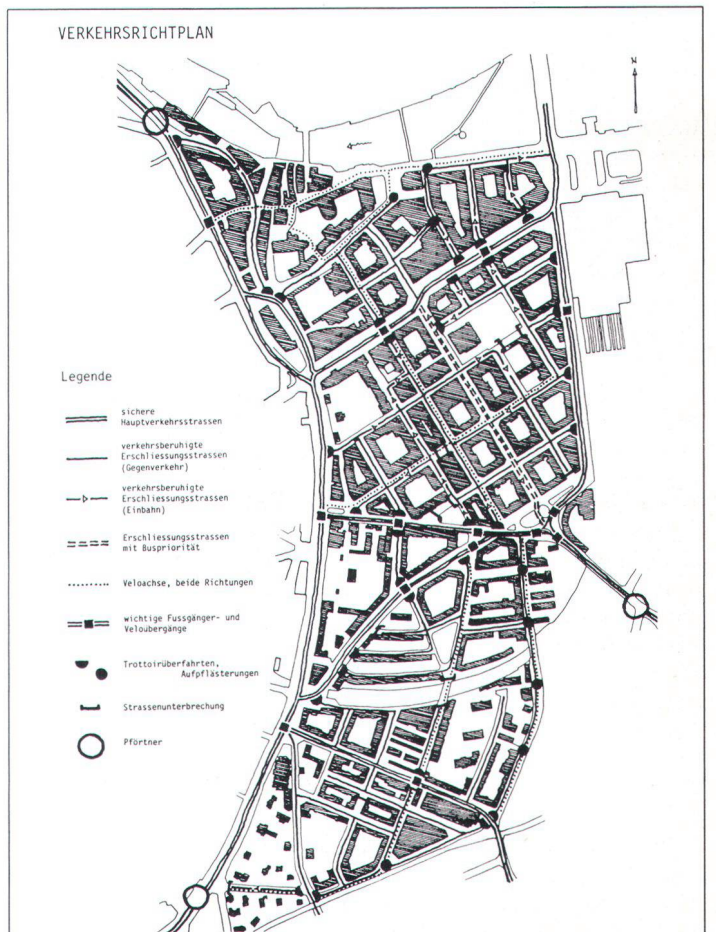 VERKEHRSRICHTPLAN
N
Legende
sichere
Hauptverkehrsstrassen
verkehrsberuhigte
Erschliessungsstrassen
(Gegenverkehr)
verkehrsberuhigte
Erschliessungsstrassen
(Einbahn)
Erschliessungsstrassen
mit Buspriorität
Veloachse, beide Richtungen
wichtige Fussgänger- und
Veloübergänge
Trottoirüberfahrten,
Aufpflästerungen
Strassenunterbrechung
Pförtner